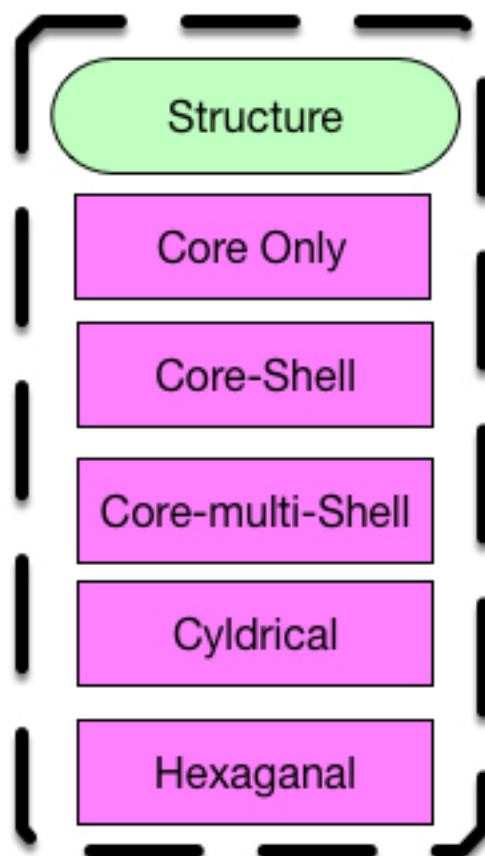 Structure
Core Only
Core-Shell
Core-multi-Shell
Cyldrical
Hexaganal